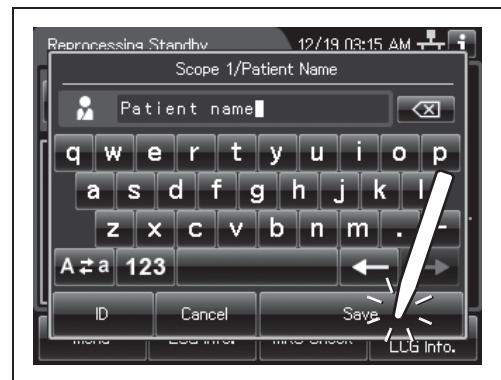 Reprocessing Standby 12/19 03:15 AM i
Scope 1/Patient Name
Patient name
q w e r t y u i o p
a s d f g h j k l
z x c v b n m . -
A⇄a 123 ← →
ID Cancel Save
Menu LCG Info.